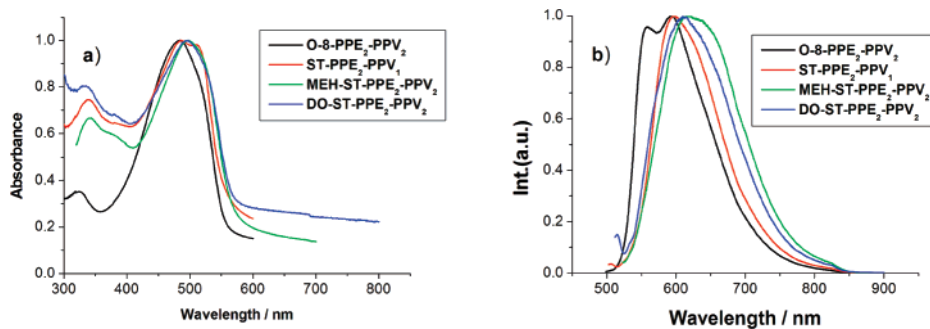 a)
O-8-PPE₂-PPV₂
ST-PPE₂-PPV₁
MEH-ST-PPE₂-PPV₂
DO-ST-PPE₂-PPV₂
Absorbance
1.0
0.8
0.6
0.4
0.2
0.0
300 400 500 600 700 800
Wavelength / nm
b)
O-8-PPE₂-PPV₂
ST-PPE₂-PPV₁
MEH-ST-PPE₂-PPV₂
DO-ST-PPE₂-PPV₂
Int.(a.u.)
1.0
0.8
0.6
0.4
0.2
0.0
500 600 700 800 900
Wavelength / nm